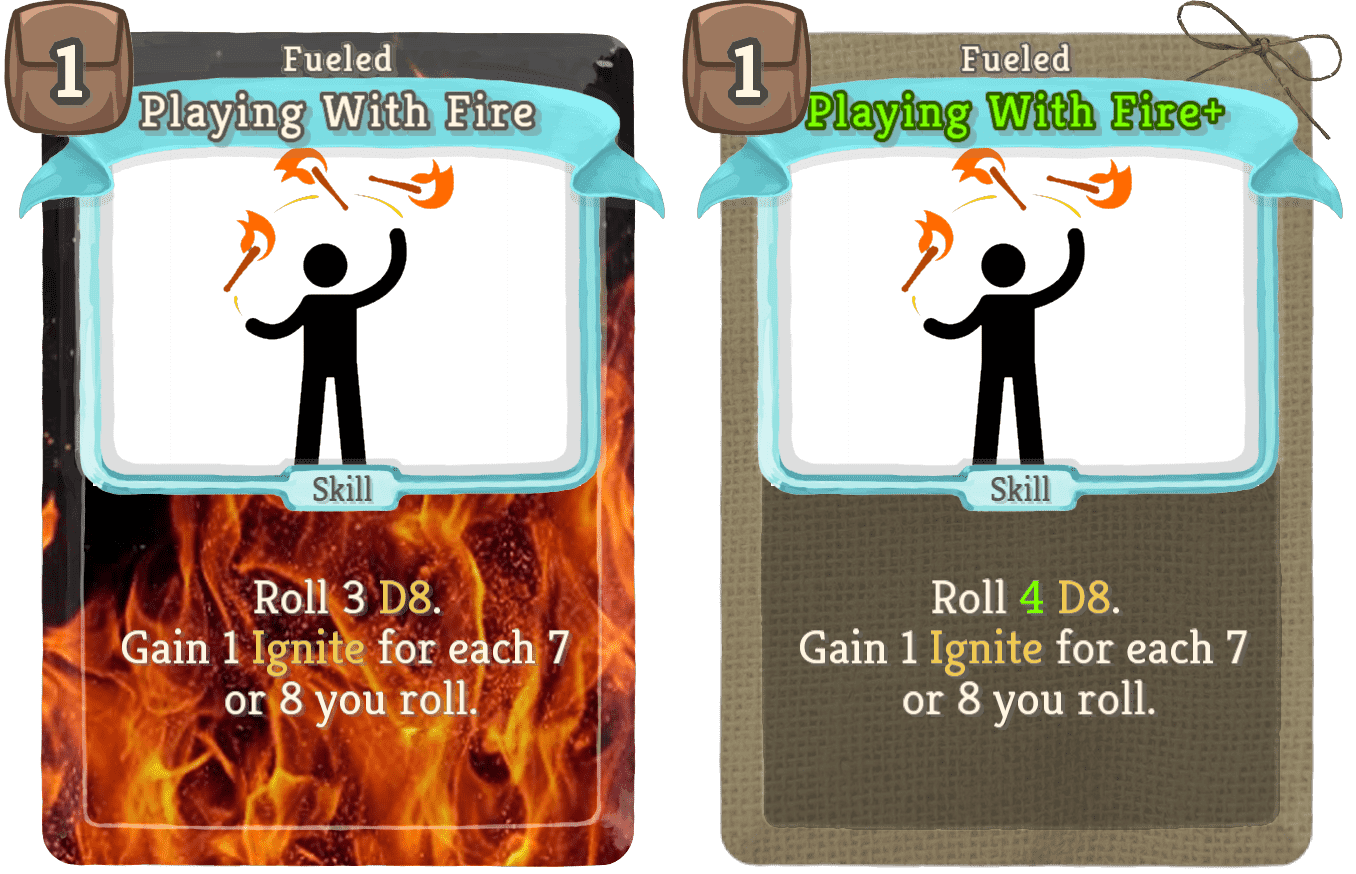 1
Fueled
Playing With Fire
Skill
Roll 3 D8.
Gain 1 Ignite for each 7
or 8 you roll.
1
Fueled
Playing With Fire+
Skill
Roll 4 D8.
Gain 1 Ignite for each 7
or 8 you roll.